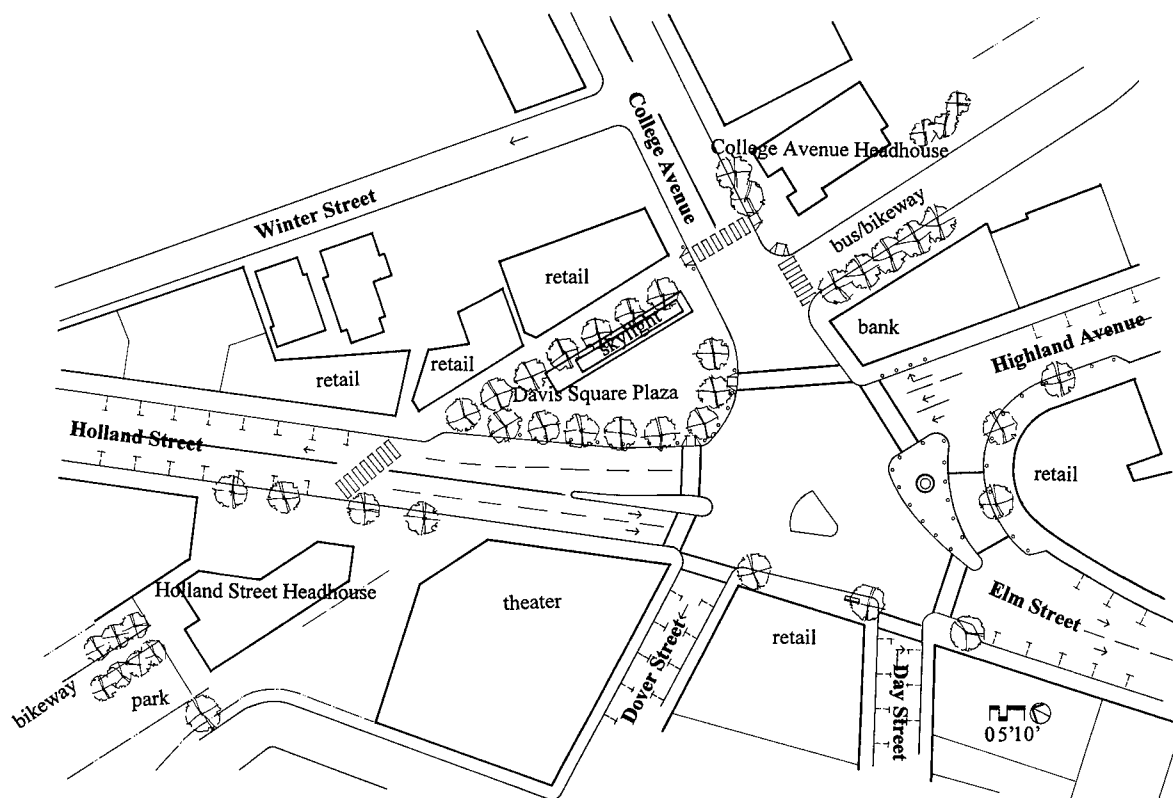 College Avenue
College Avenue Headhouse
Winter Street
bus/bikeway
retail
skylight
bank
Highland Avenue
retail
retail
Davis Square Plaza
Holland Street
retail
Holland Street Headhouse
theater
retail
Elm Street
bikeway
park
Dover Street
Day Street
0 5'10'